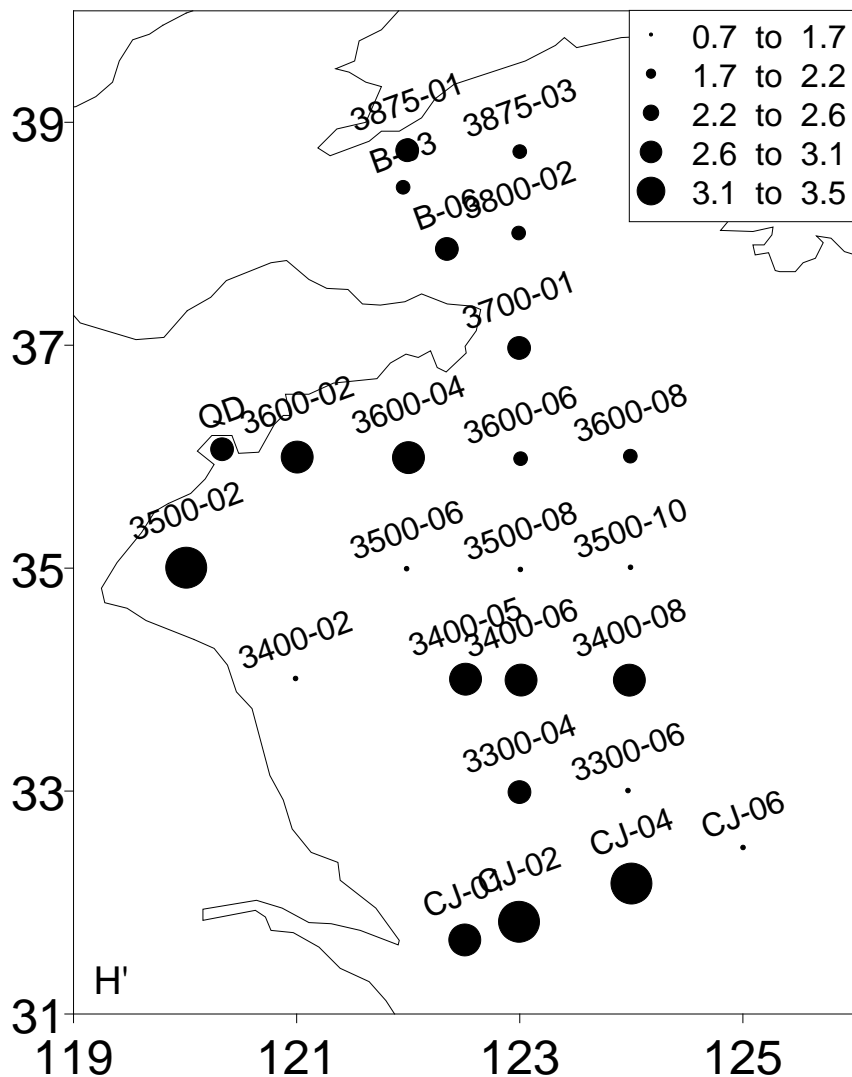 0.7 to 1.7
1.7 to 2.2
2.2 to 2.6
2.6 to 3.1
3.1 to 3.5
39
3875-01
3875-03
B-03
B-06
3800-02
37
3700-01
QD
3600-02
3600-04
3600-06
3600-08
3500-02
3500-06
3500-08
3500-10
35
3400-02
3400-05
3400-06
3400-08
3300-04
3300-06
33
CJ-01
CJ-02
CJ-04
CJ-06
H'
31
119 121 123 125